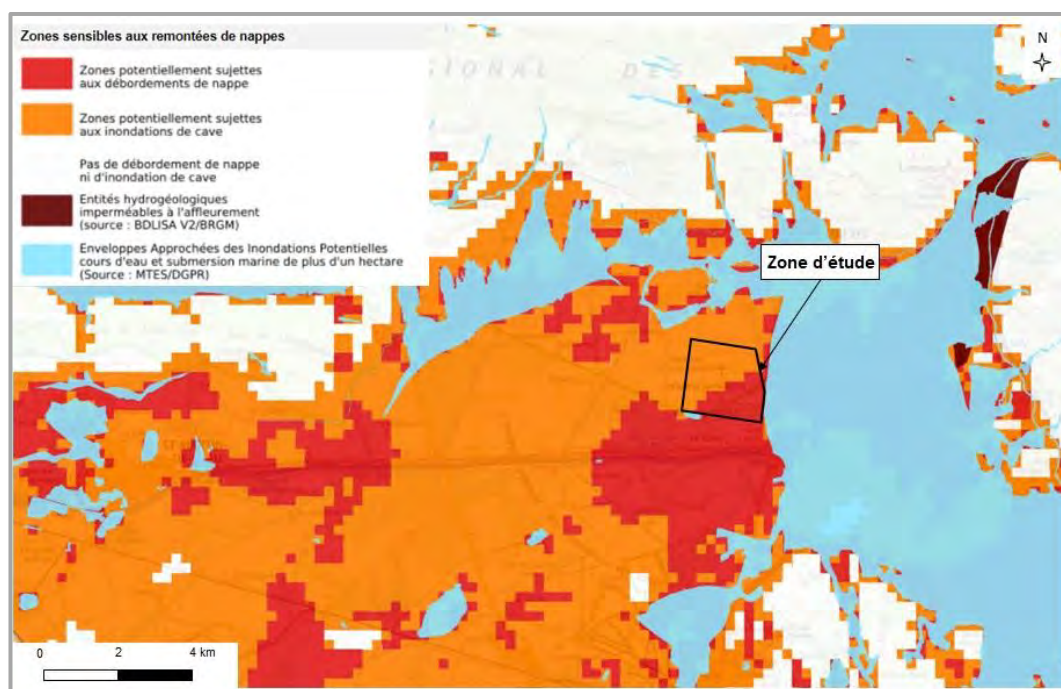 Zones sensibles aux remontées de nappes
Zones potentiellement sujettes
aux débordements de nappe
Zones potentiellement sujettes
aux inondations de cave
Pas de débordement de nappe
ni d'inondation de cave
Entités hydrogéologiques
imperméables à l'affleurement
(source : BDLISA V2/BRGM)
Enveloppes Approchées des Inondations Potentielles
cours d'eau et submersion marine de plus d'un hectare
(Source : MTES/DGPR)
DES
N
Zone d'étude
0 2 4 km